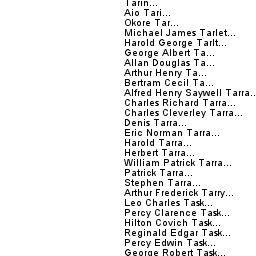 Tarin...
Aio Tari...
Okore Tar...
Michael James Tarlet...
Harold George Tarlt...
George Albert Ta...
Allan Douglas Ta...
Arthur Henry Ta...
Bertram Cecil Ta...
Alfred Henry Saywell Tarra..
Charles Richard Tarra...
Charles Cleverley Tarra...
Denis Tarra...
Eric Norman Tarra...
Harold Tarra...
Herbert Tarra...
William Patrick Tarra...
Patrick Tarra...
Stephen Tarra...
Arthur Frederick Tarry...
Leo Charles Task...
Percy Clarence Task...
Hilton Covich Task...
Reginald Edgar Task...
Percy Edwin Task...
George Robert Task...